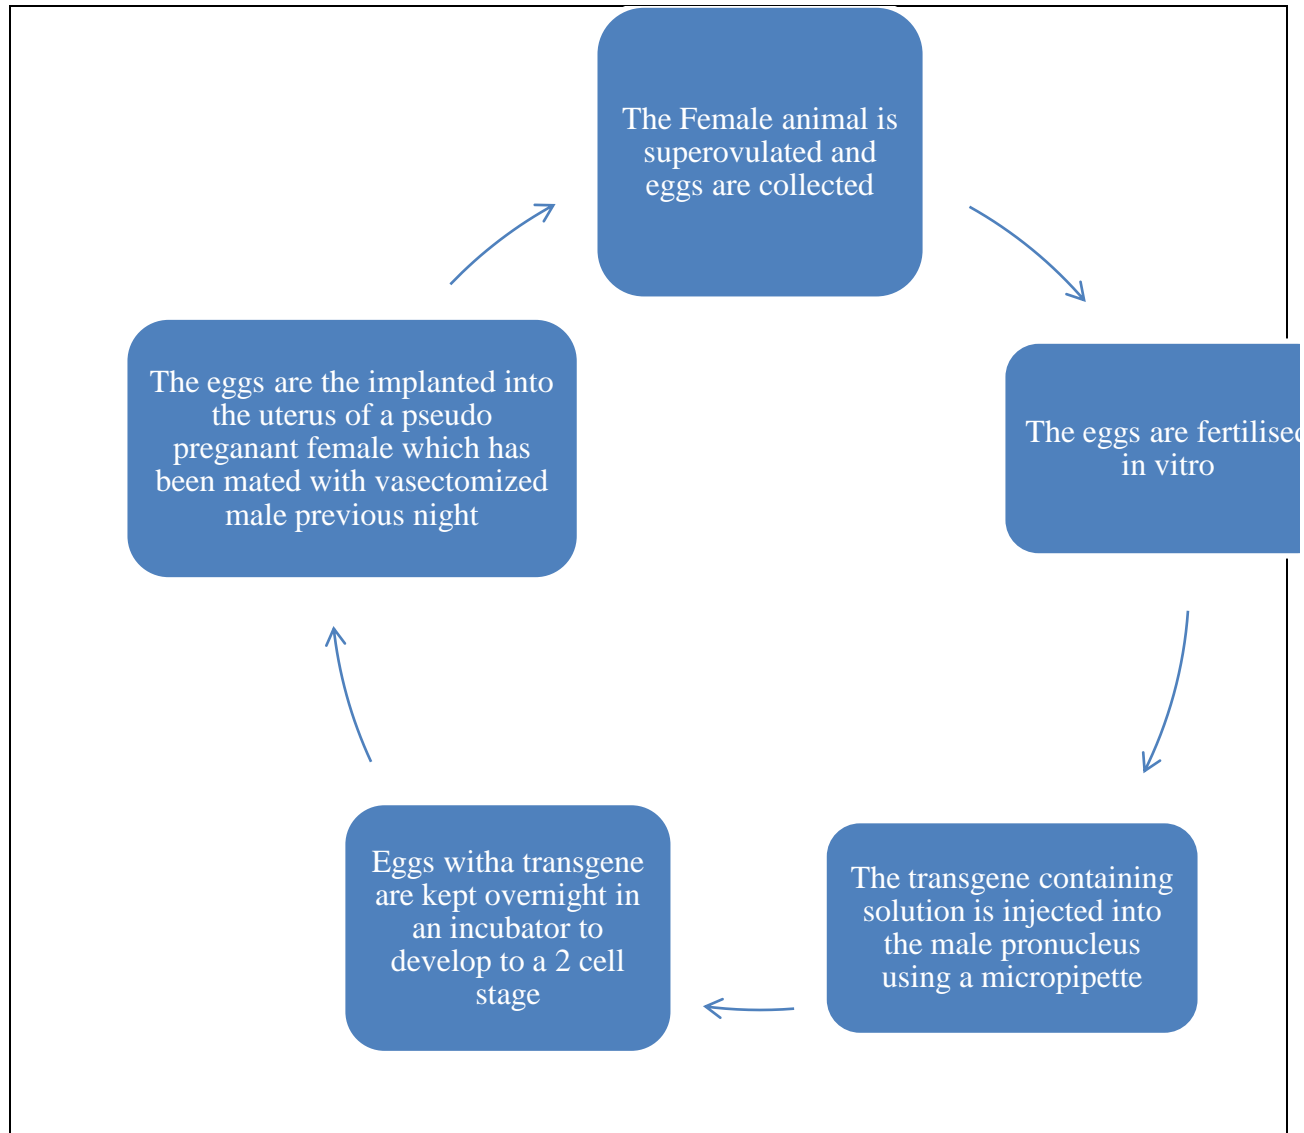 The Female animal is
superovulated and
eggs are collected
The eggs are fertilised
in vitro
The transgene containing
solution is injected into
the male pronucleus
using a micropipette
Eggs witha transgene
are kept overnight in
an incubator to
develop to a 2 cell
stage
The eggs are the implanted into
the uterus of a pseudo
preganant female which has
been mated with vasectomized
male previous night